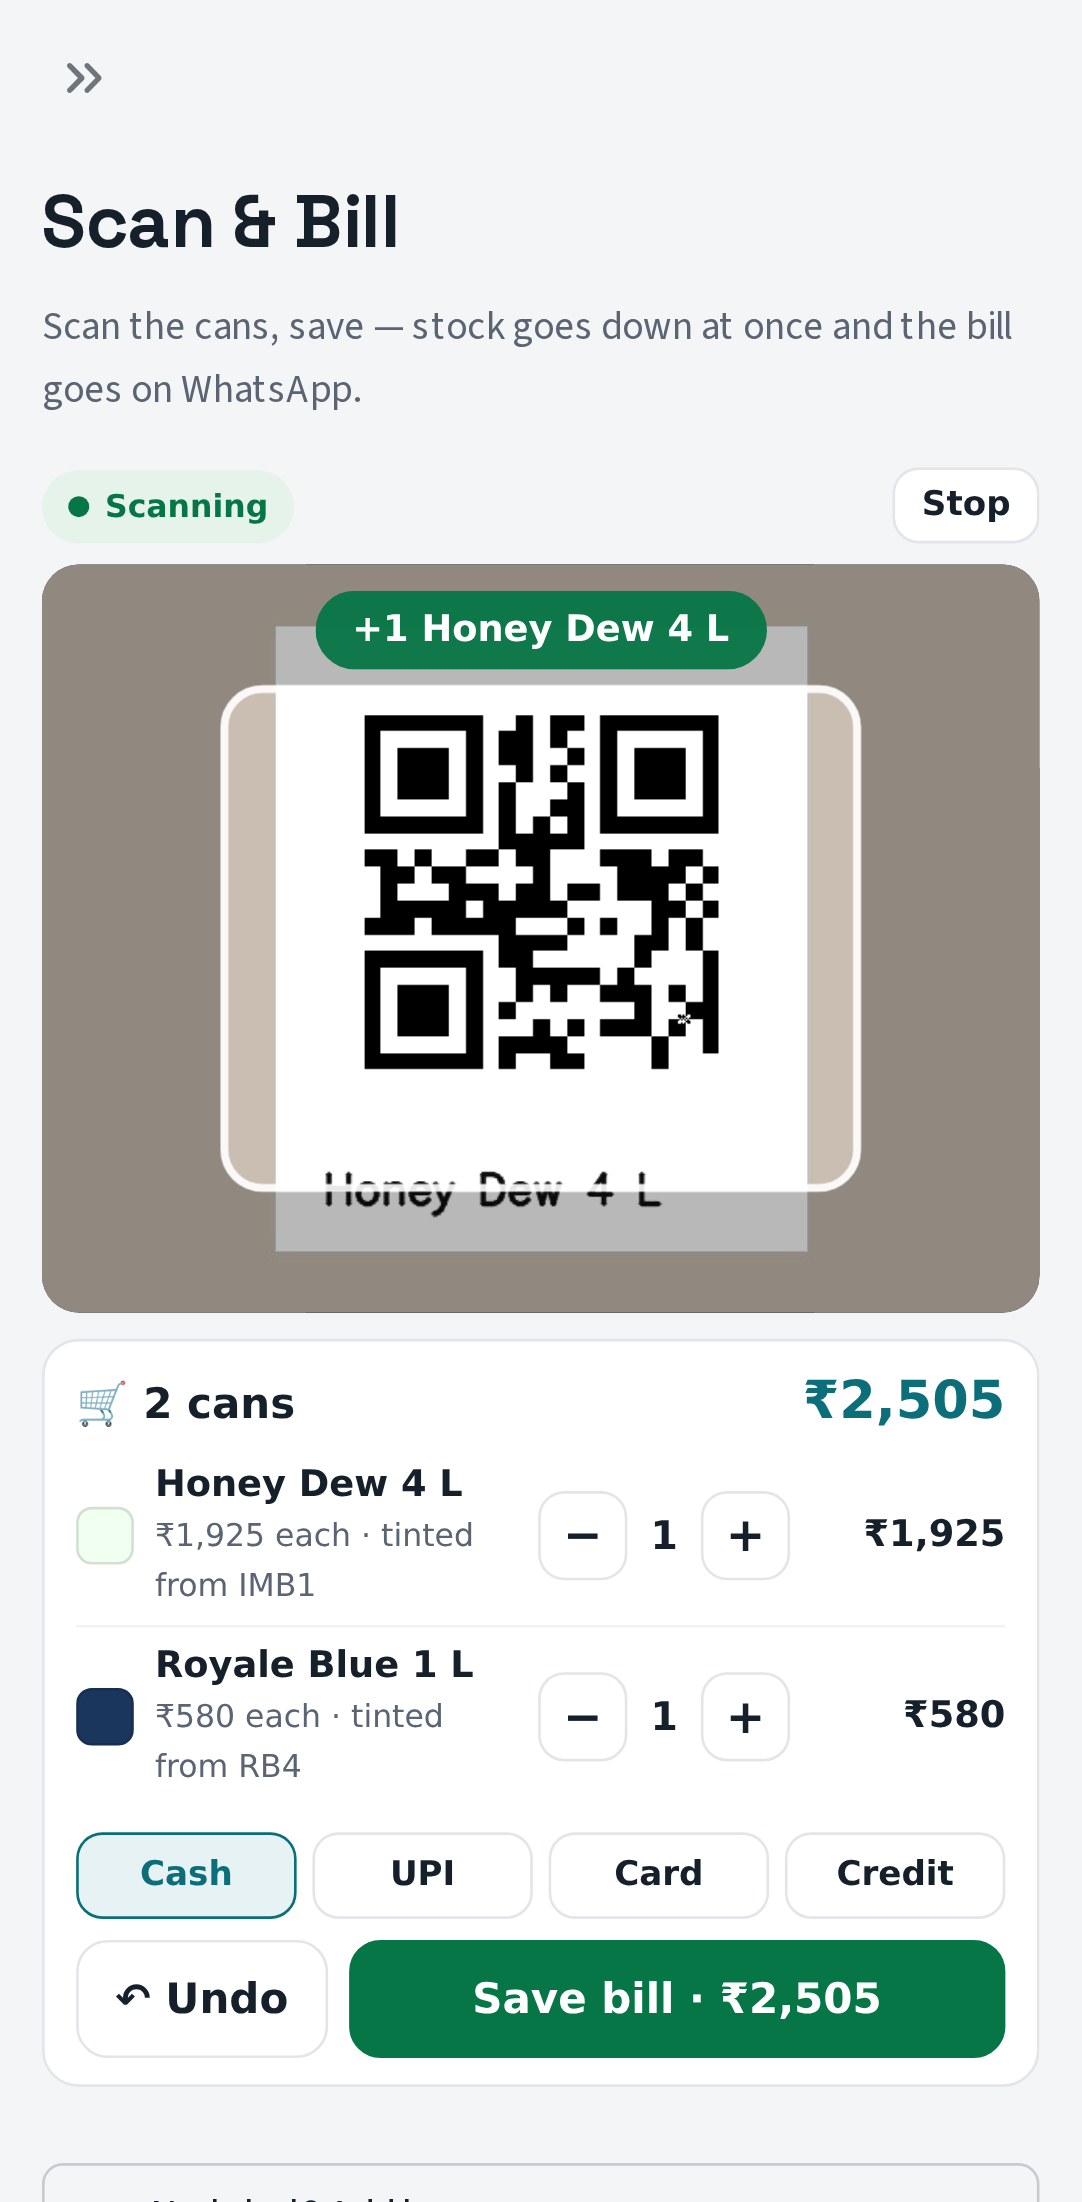 Scan & Bill
Scan the cans, save — stock goes down at once and the bill
goes on WhatsApp.
Scanning
Stop
+1 Honey Dew 4 L
Honey Dew 4 L
2 cans
₹2,505
Honey Dew 4 L
₹1,925 each · tinted
from IMB1
− 1 +
₹1,925
Royale Blue 1 L
₹580 each · tinted
from RB4
− 1 +
₹580
Cash
UPI
Card
Credit
↶ Undo
Save bill · ₹2,505